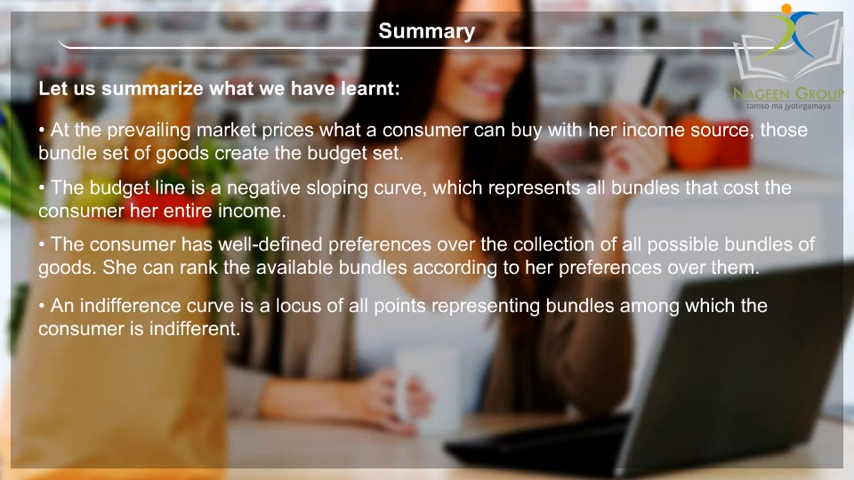 Summary
NAGEEN GROUP
tamso ma jyotirgamaya
Let us summarize what we have learnt:
• At the prevailing market prices what a consumer can buy with her income source, those
bundle set of goods create the budget set.
• The budget line is a negative sloping curve, which represents all bundles that cost the
consumer her entire income.
• The consumer has well-defined preferences over the collection of all possible bundles of
goods. She can rank the available bundles according to her preferences over them.
• An indifference curve is a locus of all points representing bundles among which the
consumer is indifferent.